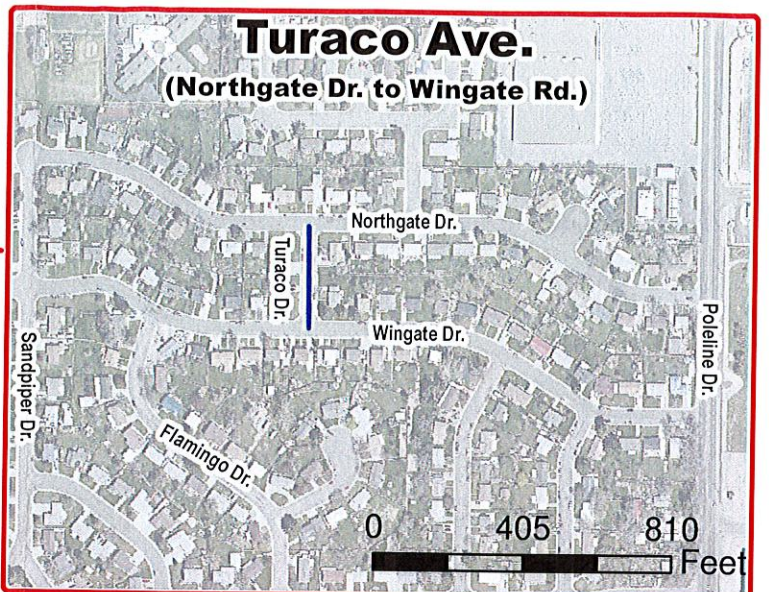 Turaco Ave.
(Northgate Dr. to Wingate Rd.)
Northgate Dr.
Turaco Dr.
Wingate Dr.
Poleline Dr.
Sandpiper Dr.
Flamingo Dr.
0 405 810
Feet